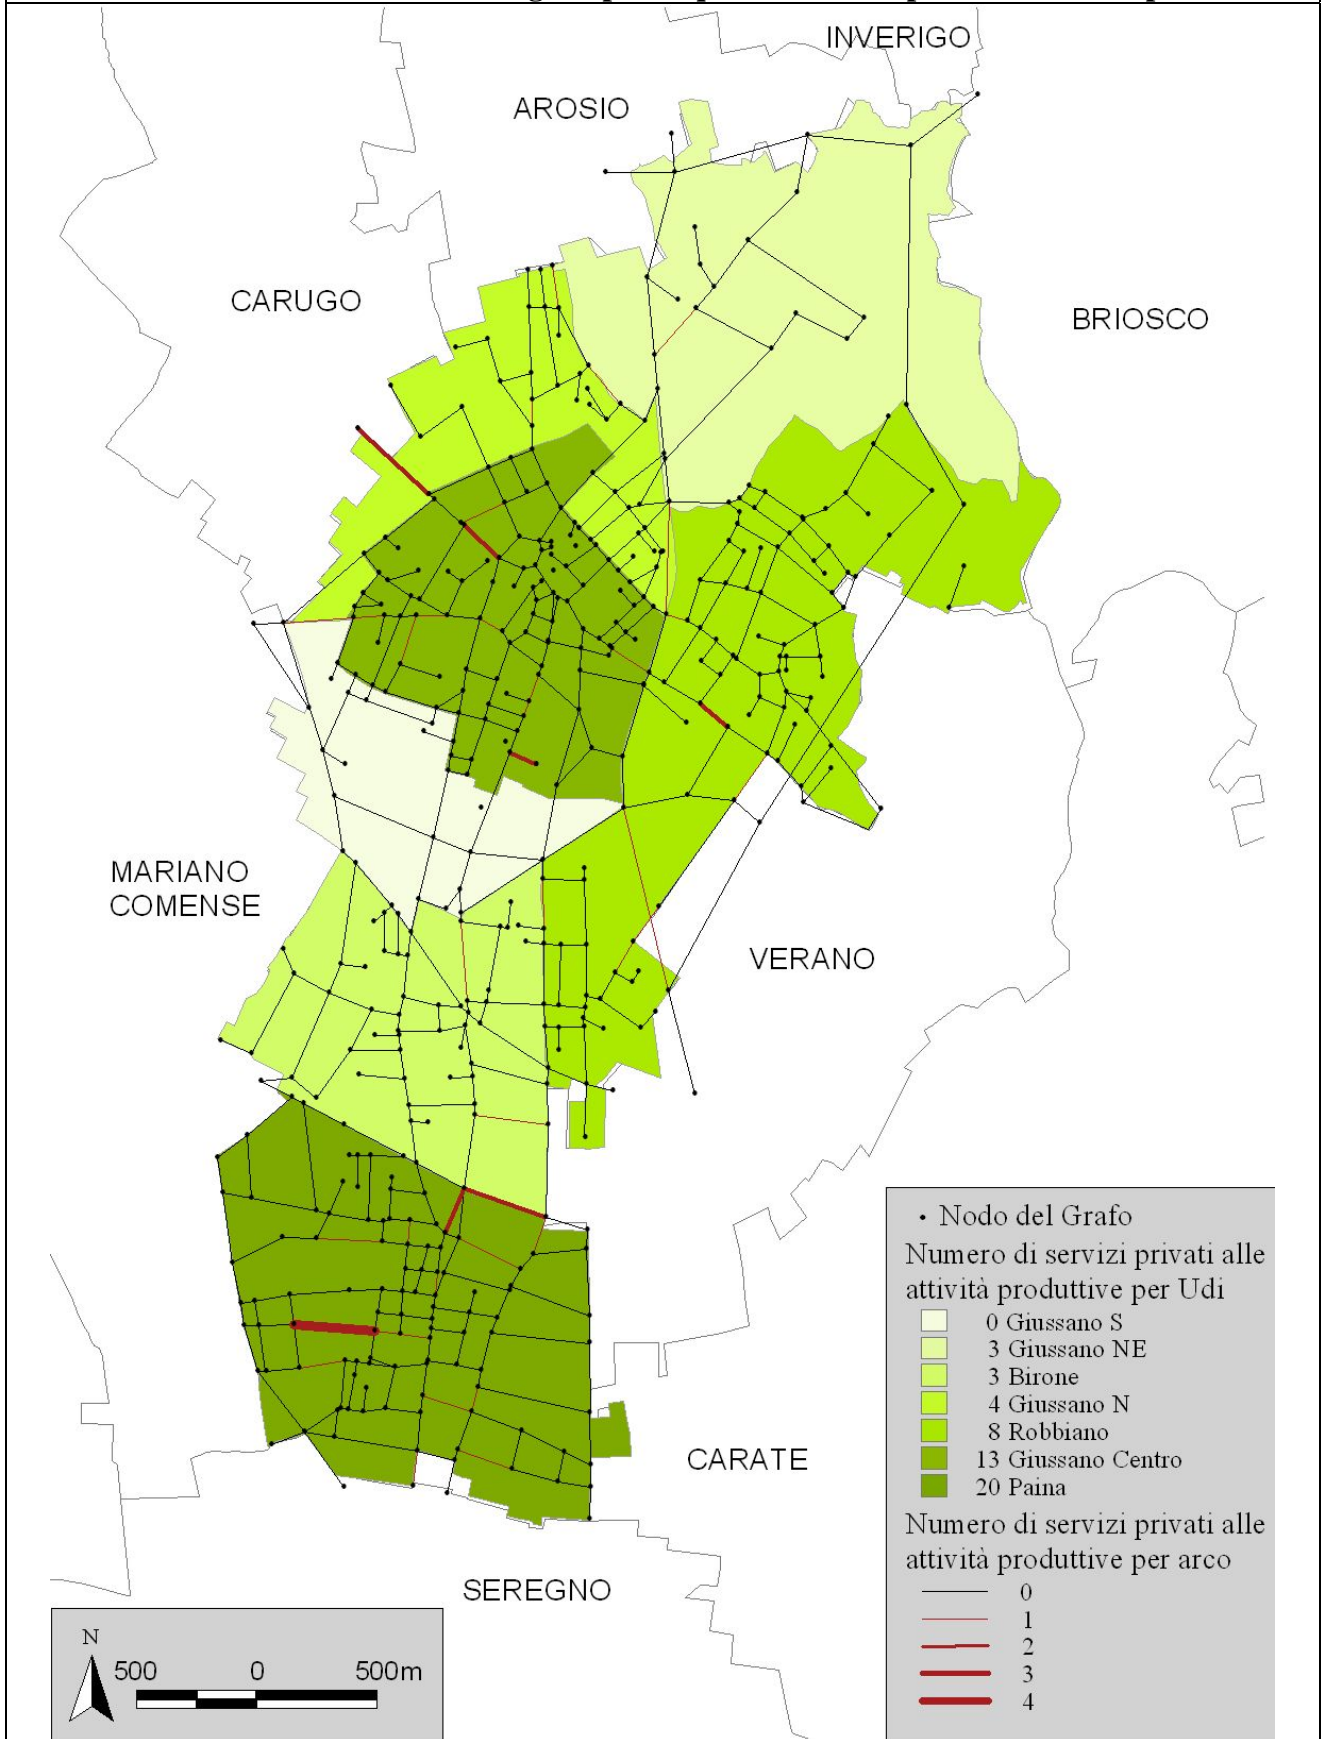 INVERIGO
AROSIO
CARUGO
BRIOSCO
MARIANO
COMENSE
VERANO
CARATE
SEREGNO
N
500 0 500m
• Nodo del Grafo
Numero di servizi privati alle
attività produttive per Udi
0 Giussano S
3 Giussano NE
3 Birone
4 Giussano N
8 Robbiano
13 Giussano Centro
20 Paina
Numero di servizi privati alle
attività produttive per arco
0
1
2
3
4